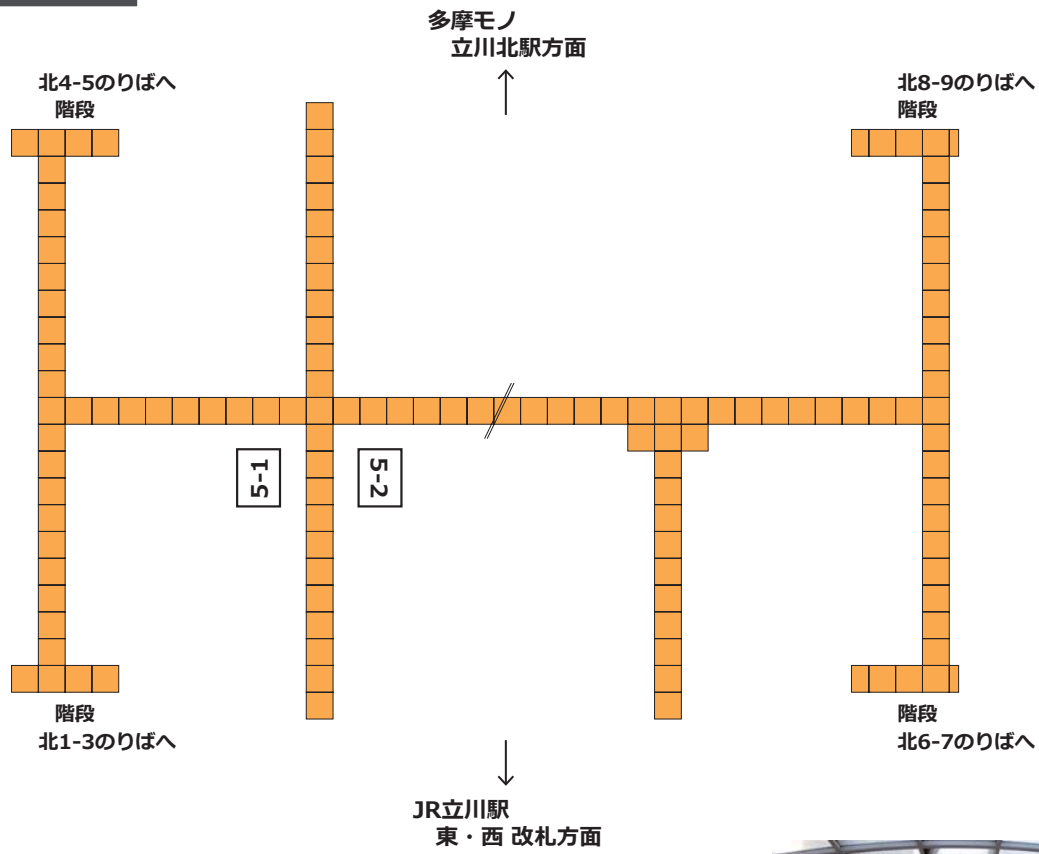 多摩モノ
立川北駅方面
北4-5のりばへ
階段
北8-9のりばへ
階段
5-1
5-2
階段
北1-3のりばへ
階段
北6-7のりばへ
JR立川駅
東・西 改札方面